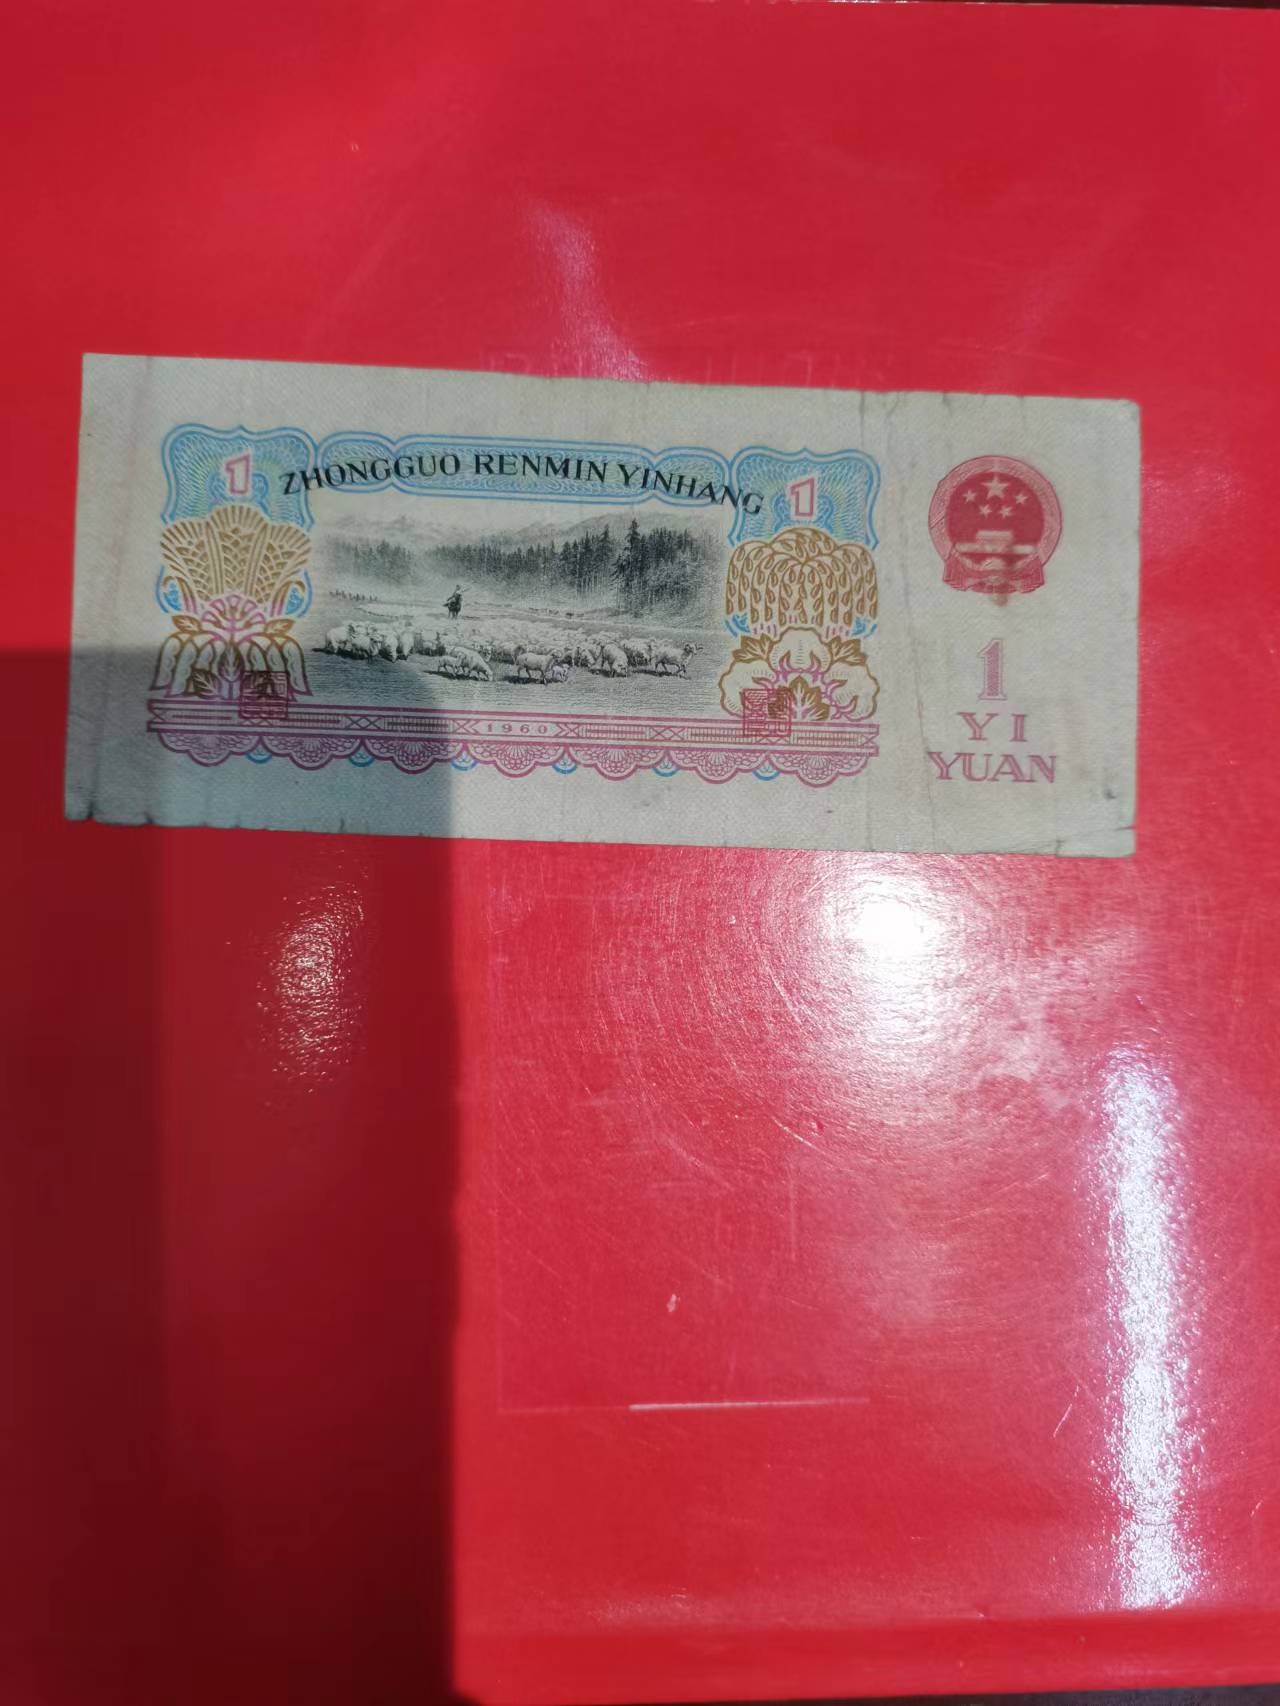 ZHONGGUO RENMIN YINHANG
1
1
1960
1
YI
YUAN